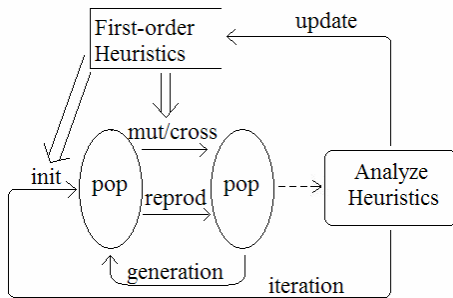 First-order
Heuristics
update
mut/cross
init
pop
reprod
pop
Analyze
Heuristics
generation
iteration